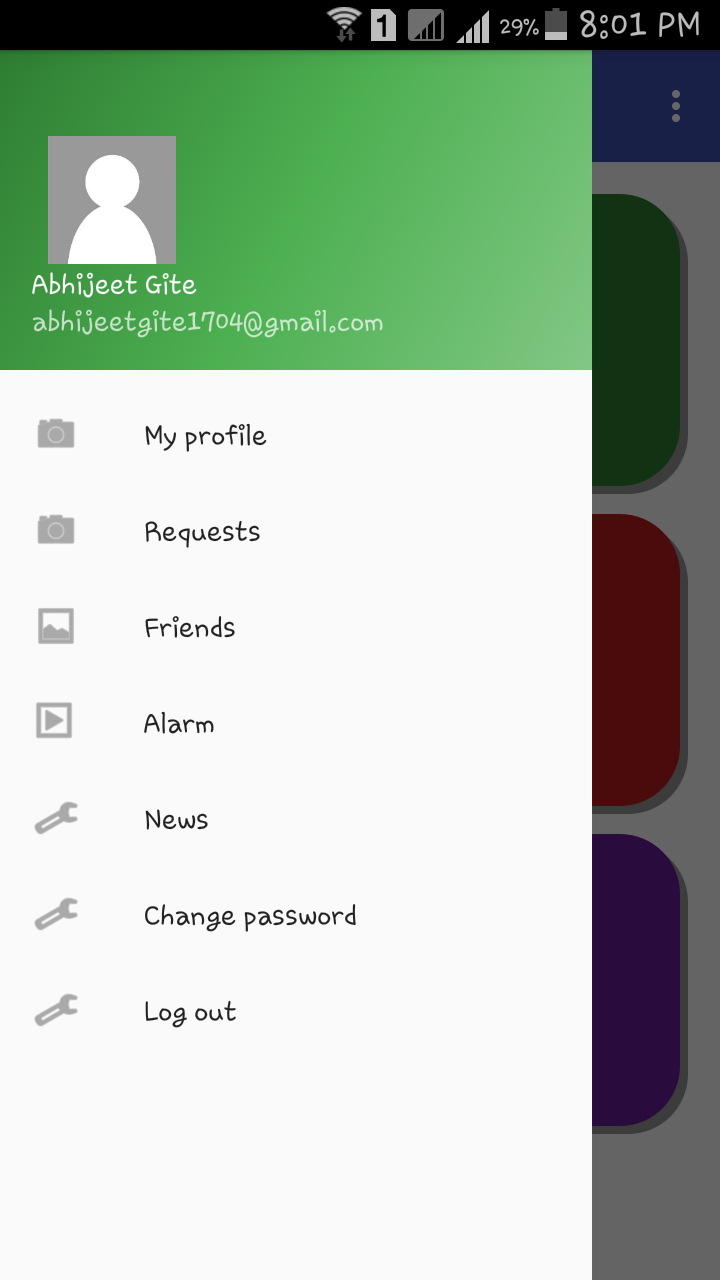 1 29% 8:01 PM
Abhijeet Gite
abhijeetgite1704@gmail.com
My profile
Requests
Friends
Alarm
News
Change password
Log out